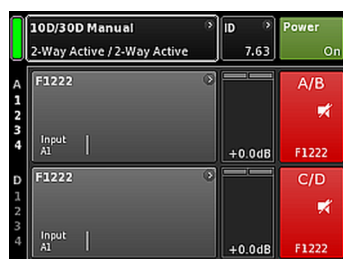 10D/30D Manual
2-Way Active / 2-Way Active
ID
7.63
Power
On
A
1
2
3
4
F1222
Input
A1
+0.0dB
A/B
F1222
D
1
2
3
4
F1222
Input
A1
+0.0dB
C/D
F1222